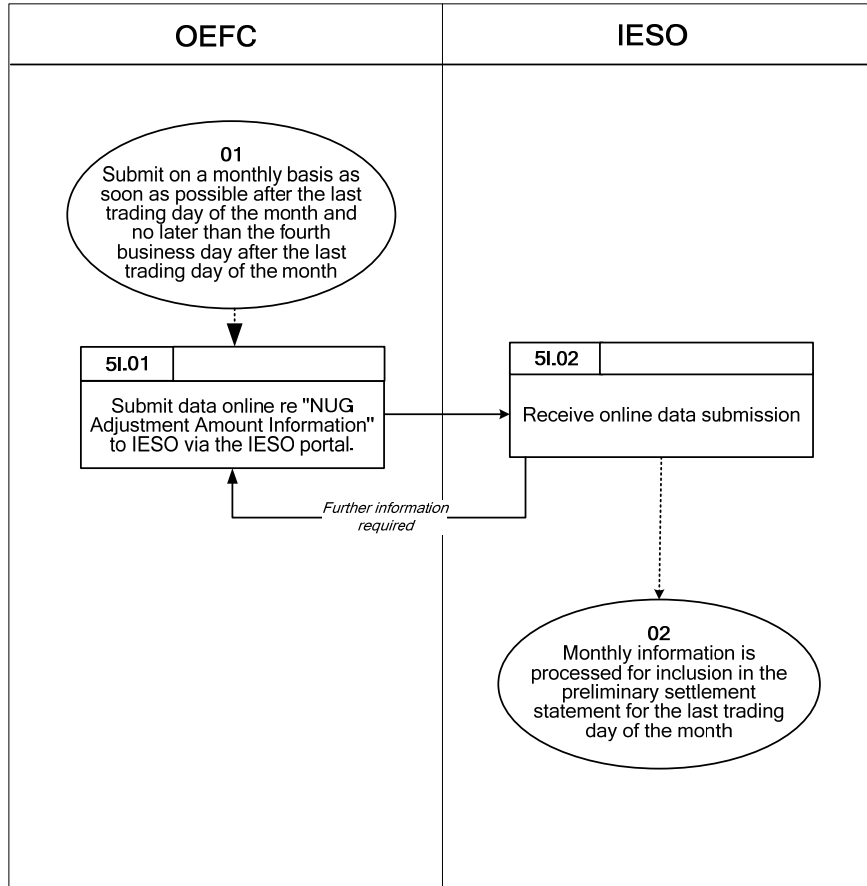 OEFC
IESO
01
Submit on a monthly basis as
soon as possible after the last
trading day of the month and
no later than the fourth
business day after the last
trading day of the month
5I.01
Submit data online re "NUG
Adjustment Amount Information"
to IESO via the IESO portal.
5I.02
Receive online data submission
Further information
required
02
Monthly information is
processed for inclusion in the
preliminary settlement
statement for the last trading
day of the month